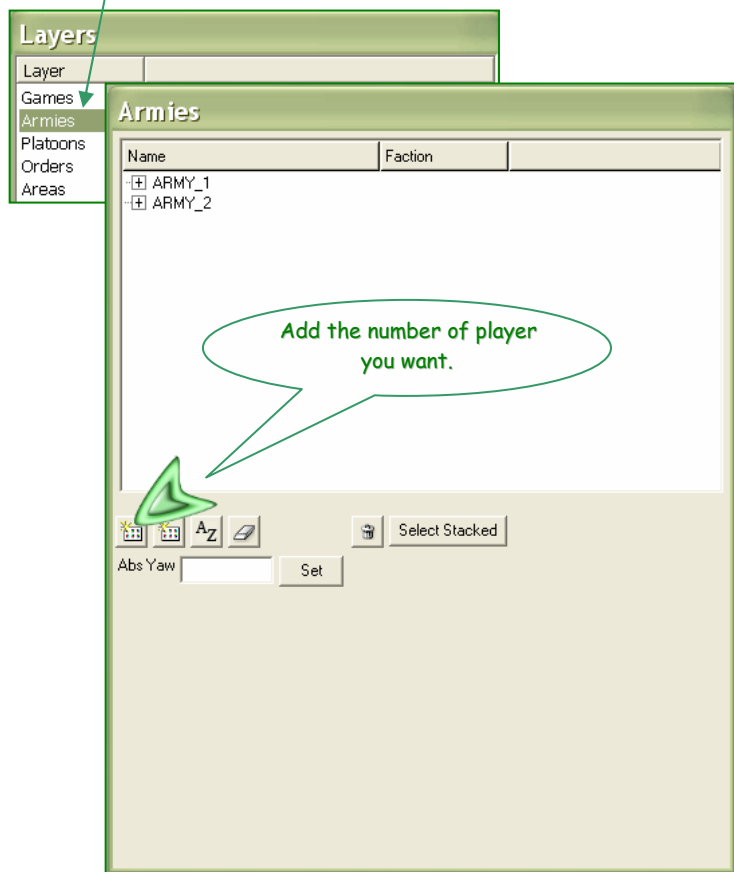 Layers
Layer
Games
Armies
Platoons
Orders
Areas
Armies
Name Faction
ARMY_1
ARMY_2
Add the number of player
you want.
AZ Select Stacked
Abs Yaw Set